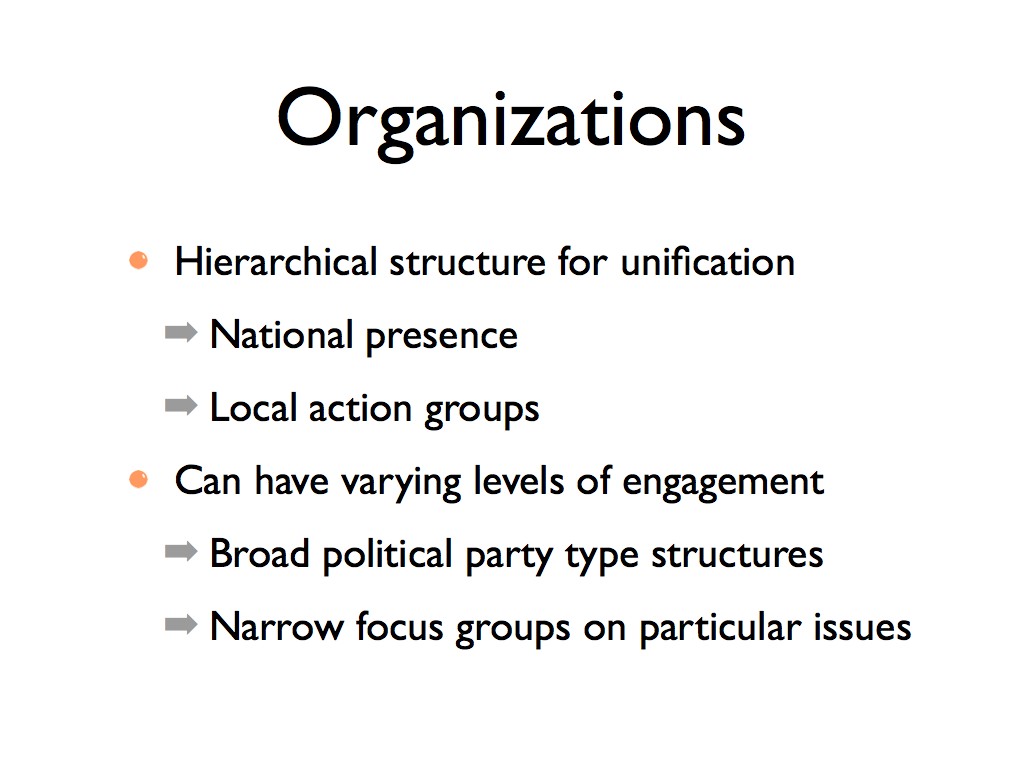 Organizations
Hierarchical structure for unification
National presence
Local action groups
Can have varying levels of engagement
Broad political party type structures
Narrow focus groups on particular issues